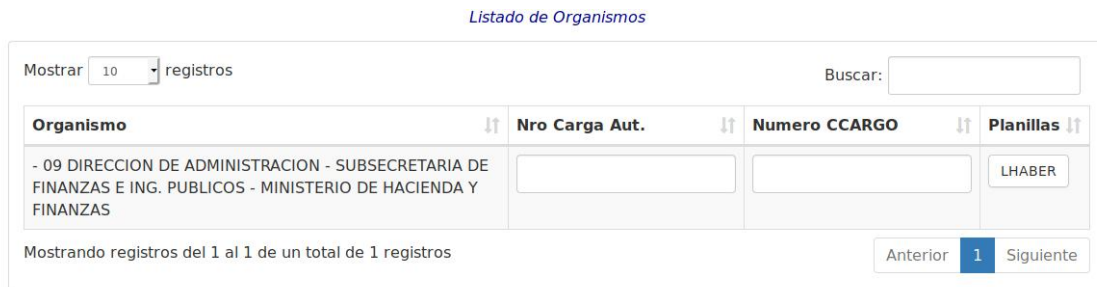 Listado de Organismos
Mostrar 10 registros
Buscar:
Organismo Nro Carga Aut. Numero CCARGO Planillas
- 09 DIRECCION DE ADMINISTRACION - SUBSECRETARIA DE
FINANZAS E ING. PUBLICOS - MINISTERIO DE HACIENDA Y
FINANZAS
LHABER
Mostrando registros del 1 al 1 de un total de 1 registros
Anterior 1 Siguiente